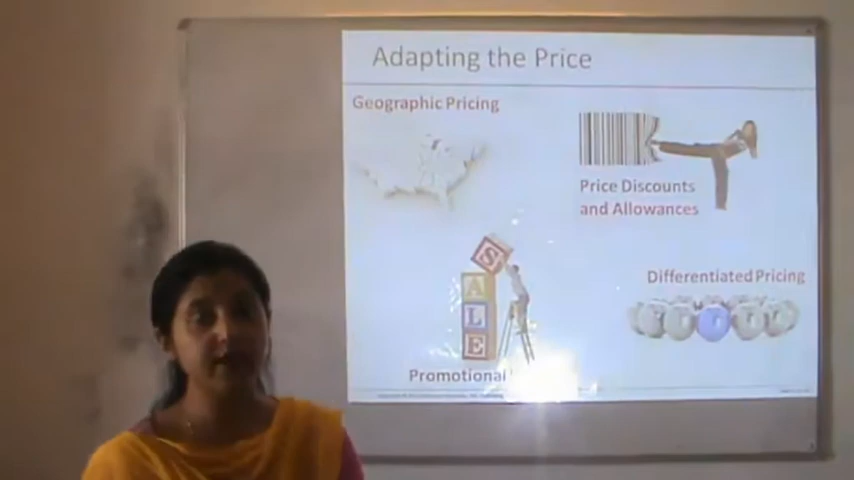 Adapting the Price
Geographic Pricing
Price Discounts
and Allowances
S
A
L
E
Differentiated Pricing
Promotional